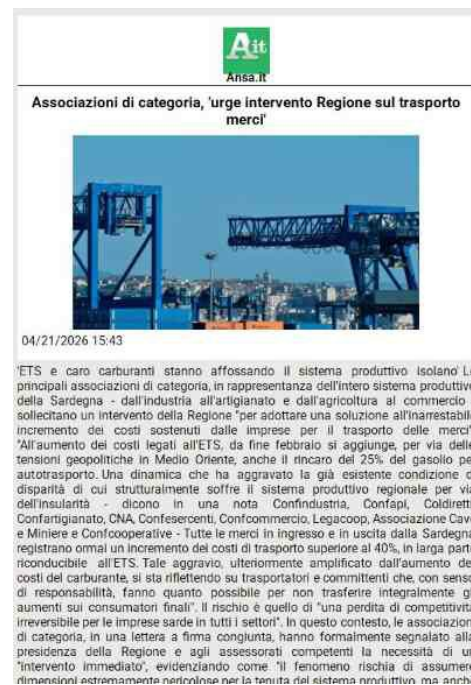 Ait
Ansa.it
Associazioni di categoria, 'urge intervento Regione sul trasporto
merci'
04/21/2026 15:43
'ETS e caro carburanti stanno affossando il sistema produttivo isolano'
principali associazioni di categoria, in rappresentanza dell'intero sistema produttivo
della Sardegna - dall'industria all'artigianato e dall'agricoltura al commercio -
sollecitano un intervento della Regione "per adottare una soluzione all'inarrestabile
incremento dei costi sostenuti dalle imprese per il trasporto delle merci".
"All'aumento dei costi legati all'ETS, da fine febbraio si aggiunge, per via delle
tensioni geopolitiche in Medio Oriente, anche il rincaro del 25% del gasolio per
autotrasporto. Una dinamica che ha aggravato la già esistente condizione
disparità di cui strutturalmente soffre il sistema produttivo regionale per via
dell'insularità - dicono in una nota Confindustria, Confapi, Coldiretti,
Confartigianato, CNA, Confesercenti, Confcommercio, Legacoop, Associazione Cave
e Miniere e Confcooperative - Tutte le merci in ingresso e in uscita dalla Sardegna
registrano ormai un incremento dei costi di trasporto superiore al 40%, in larga parte
riconducibile all'ETS. Tale aggravio, ulteriormente amplificato dall'aumento dei
costi del carburante, si sta riflettendo su trasportatori e committenti che, con senso
di responsabilità, fanno quanto possibile per non trasferire integralmente gli
aumenti sui consumatori finali". Il rischio è quello di "una perdita di competitività
irreversibile per le imprese sarde in tutti i settori". In questo contesto, le associazioni
di categoria, in una lettera a firma congiunta, hanno formalmente segnalato alla
presidenza della Regione e agli assessorati competenti la necessità di un
"intervento immediato", evidenziando come "il fenomeno rischia di assumere
dimensioni estremamente pericolose per la tenuta del sistema produttivo, ma anche